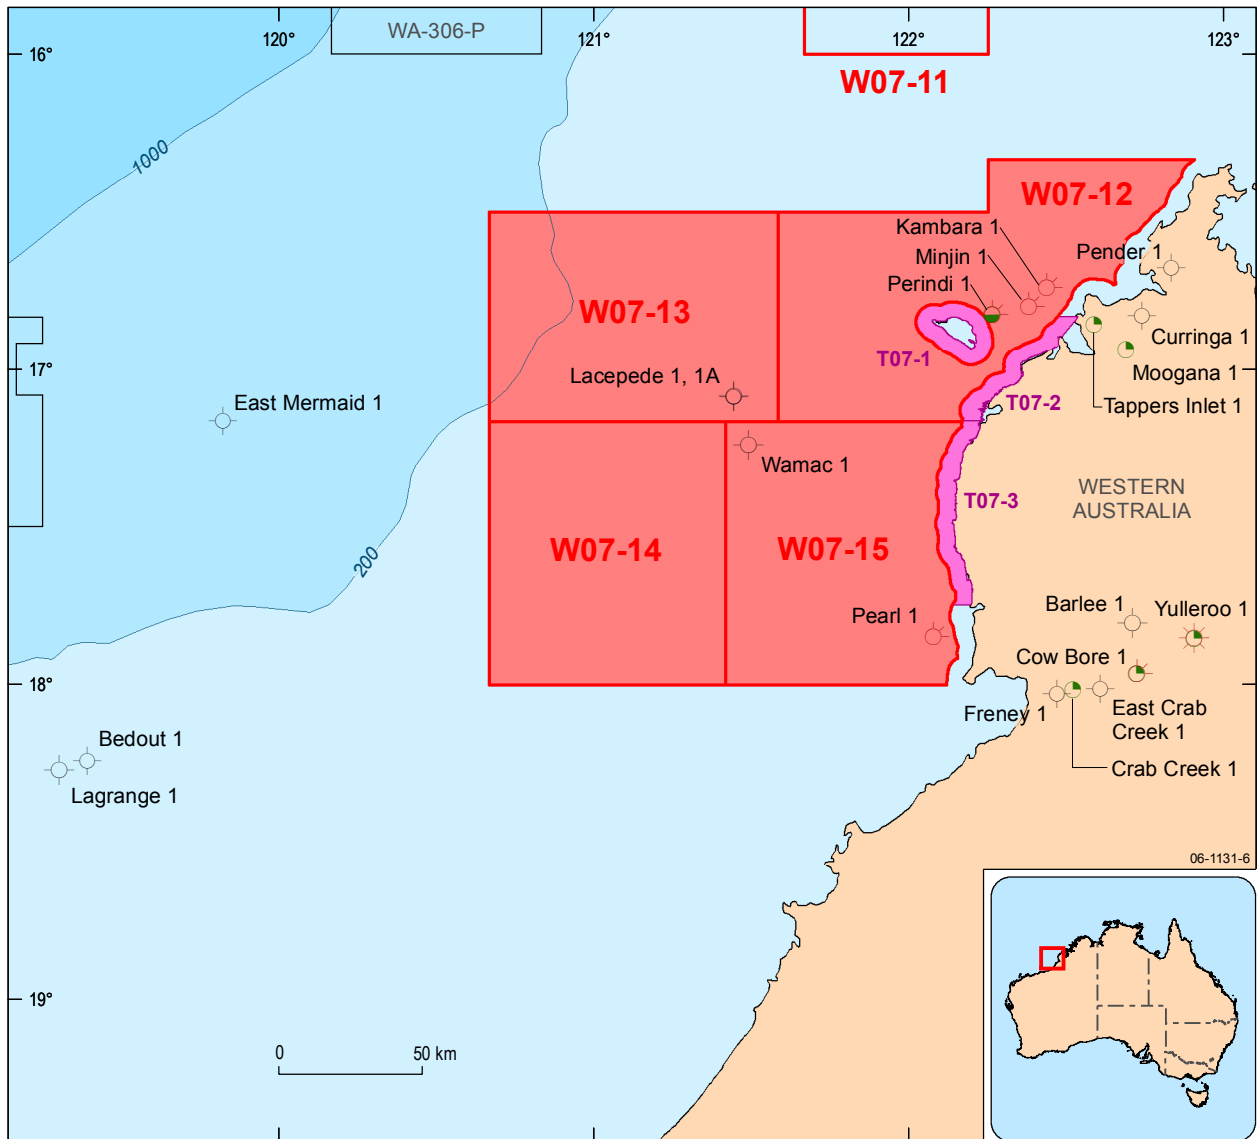 WA-306-P
120°
121°
122°
123°
16°
W07-11
1000
W07-12
Kambara 1
Minjin 1
Perindi 1
Pender 1
W07-13
T07-1
Curringa 1
Moogana 1
Tappers Inlet 1
17°
Lacepede 1, 1A
East Mermaid 1
T07-2
Wamac 1
T07-3
WESTERN
AUSTRALIA
W07-14
W07-15
200
Pearl 1
Barlee 1
Yulleroo 1
Cow Bore 1
18°
Freney 1
East Crab
Creek 1
Crab Creek 1
Bedout 1
Lagrange 1
06-1131-6
19°
0
50 km